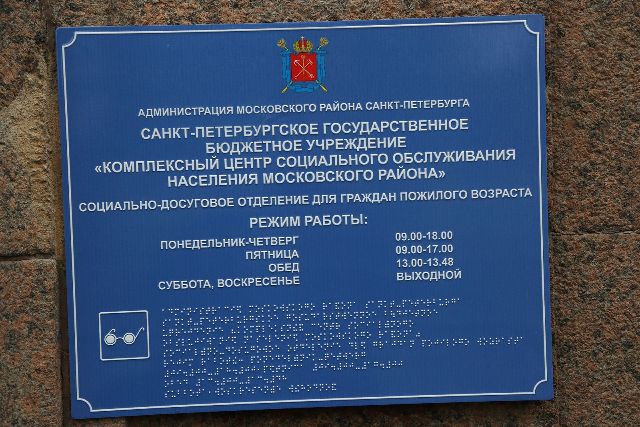 АДМИНИСТРАЦИЯ МОСКОВСКОГО РАЙОНА САНКТ-ПЕТЕРБУРГА
САНКТ-ПЕТЕРБУРГСКОЕ ГОСУДАРСТВЕННОЕ
БЮДЖЕТНОЕ УЧРЕЖДЕНИЕ
«КОМПЛЕКСНЫЙ ЦЕНТР СОЦИАЛЬНОГО ОБСЛУЖИВАНИЯ
НАСЕЛЕНИЯ МОСКОВСКОГО РАЙОНА»
СОЦИАЛЬНО-ДОСУГОВОЕ ОТДЕЛЕНИЕ ДЛЯ ГРАЖДАН ПОЖИЛОГО ВОЗРАСТА
РЕЖИМ РАБОТЫ:
ПОНЕДЕЛЬНИК-ЧЕТВЕРГ 09.00-18.00
ПЯТНИЦА 09.00-17.00
ОБЕД 13.00-13.48
СУББОТА, ВОСКРЕСЕНЬЕ ВЫХОДНОЙ